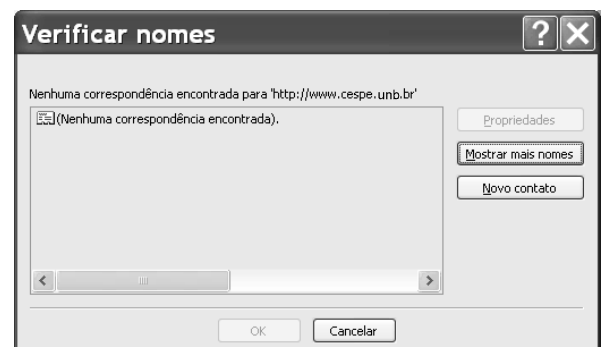 Verificar nomes
Nenhuma correspondência encontrada para 'http://www.cespe.unb.br'
(Nenhuma correspondência encontrada).
Propriedades
Mostrar mais nomes
Novo contato
OK
Cancelar